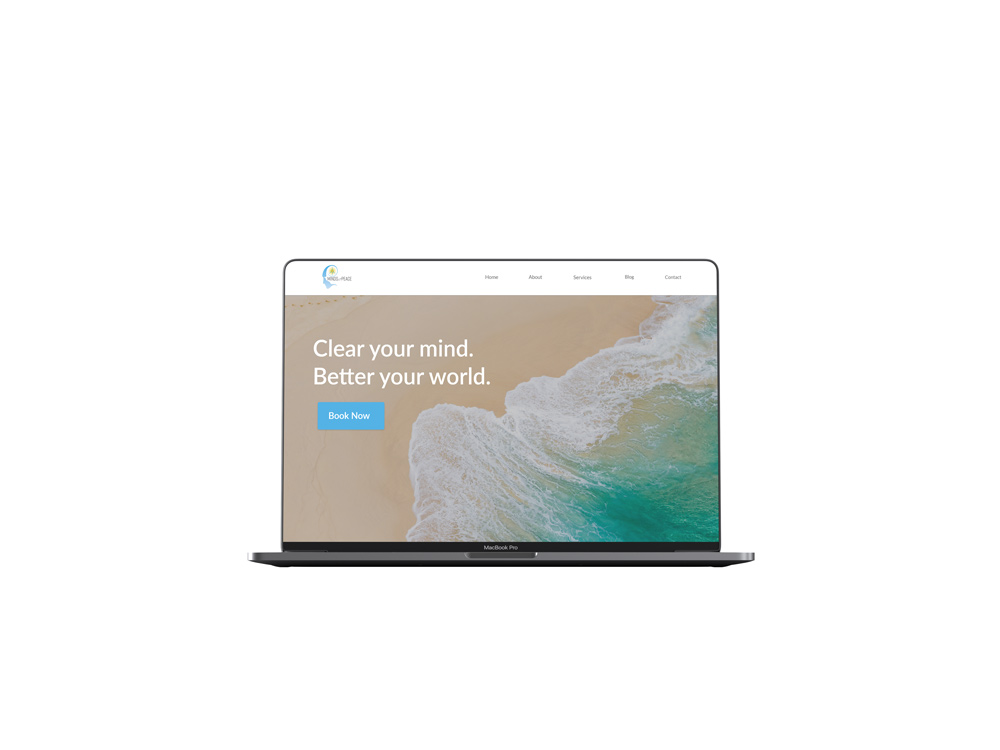 MINDS of PEACE
Home About Services Blog Contact
Clear your mind.
Better your world.
Book Now
MacBook Pro